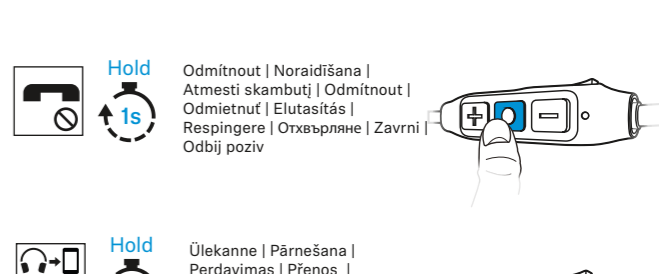 Hold
1s
Odmítnout | Noraidīšana |
Atmesti skambutį | Odmítnout |
Odmietnuť | Elutasítás |
Respingere | Отхвърляне | Zavrni |
Odbij poziv
Hold
Ülekanne | Pārnešana |
Perdavimas | Přenos |